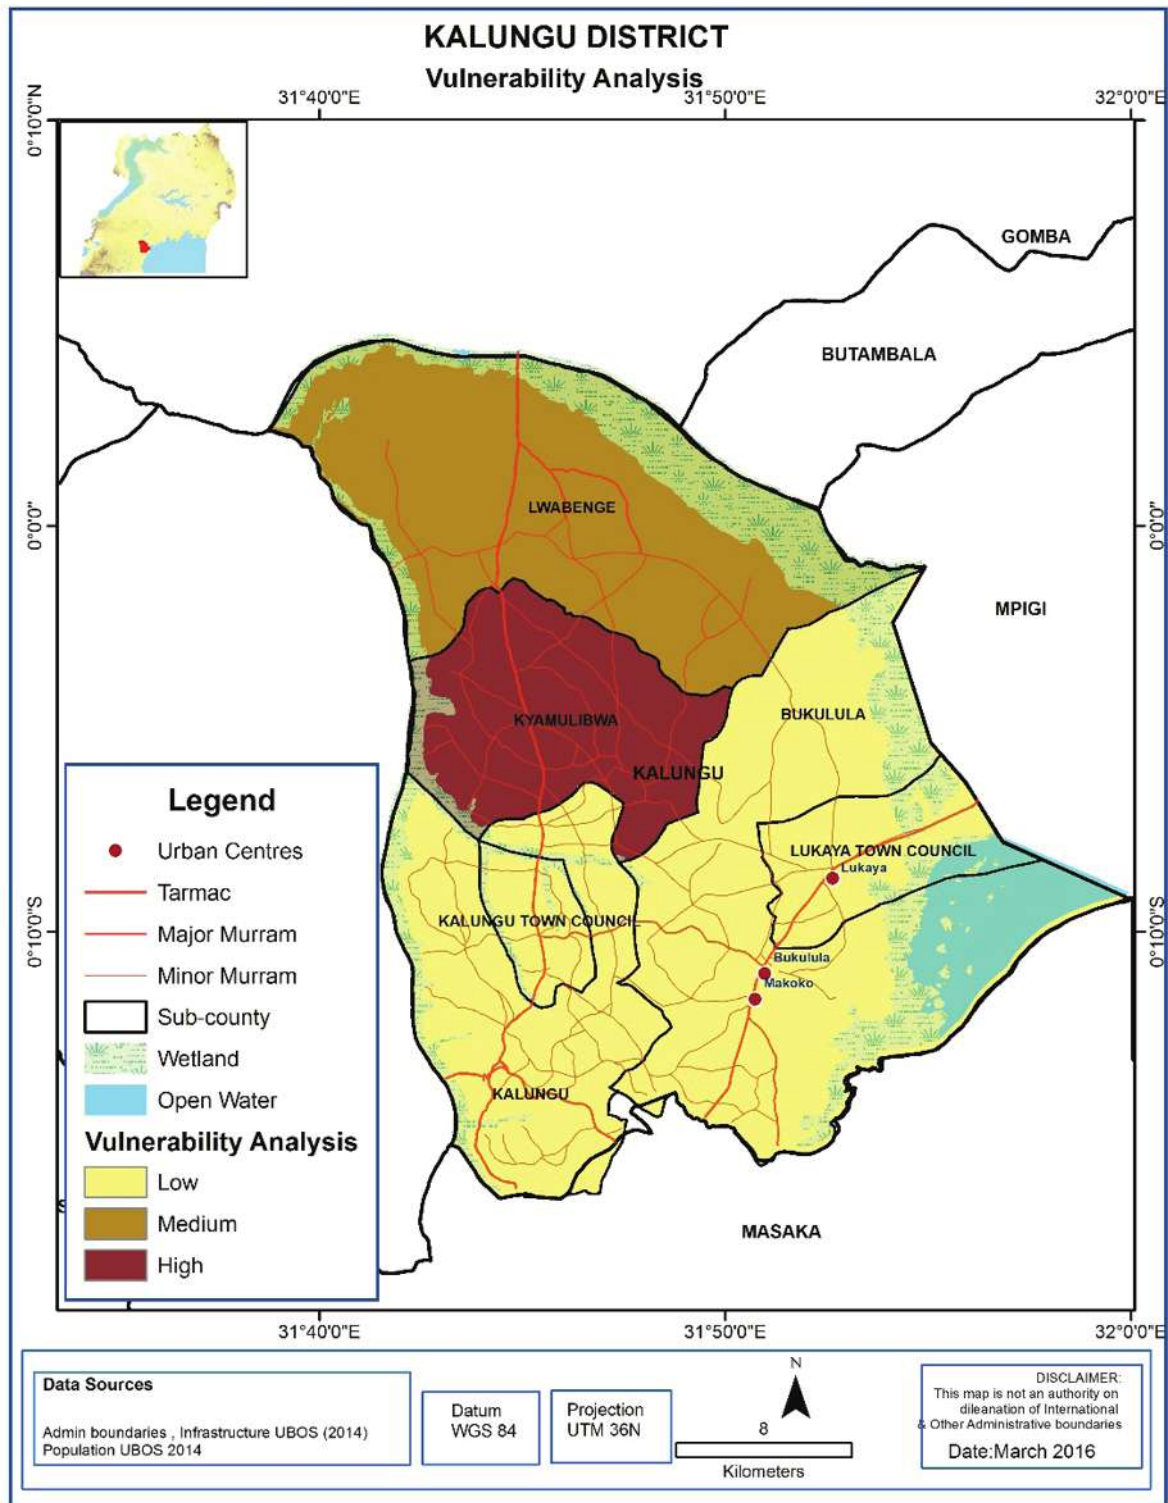 KALUNGU DISTRICT
Vulnerability Analysis
31°40'0"E
31°50'0"E
32°0'0"E
0°10'0"N
0°0'0"
0°10'0"S
GOMBA
BUTAMBALA
LWABENGE
MPIGI
BUKULULA
KYAMULIBWA
KALUNGU
LUKAYA TOWN COUNCIL
Lukaya
KALUNGU TOWN COUNCIL
Bukulula
Makoko
KALUNGU
MASAKA
Legend
Urban Centres
Tarmac
Major Murram
Minor Murram
Sub-county
Wetland
Open Water
Vulnerability Analysis
Low
Medium
High
0°0'0"
0°10'0"S
31°40'0"E
31°50'0"E
32°0'0"E
Data Sources
Admin boundaries , Infrastructure UBOS (2014)
Population UBOS 2014
Datum
WGS 84
Projection
UTM 36N
N
8
Kilometers
DISCLAIMER:
This map is not an authority on
dileanation of International
& Other Administrative boundaries
Date:March 2016